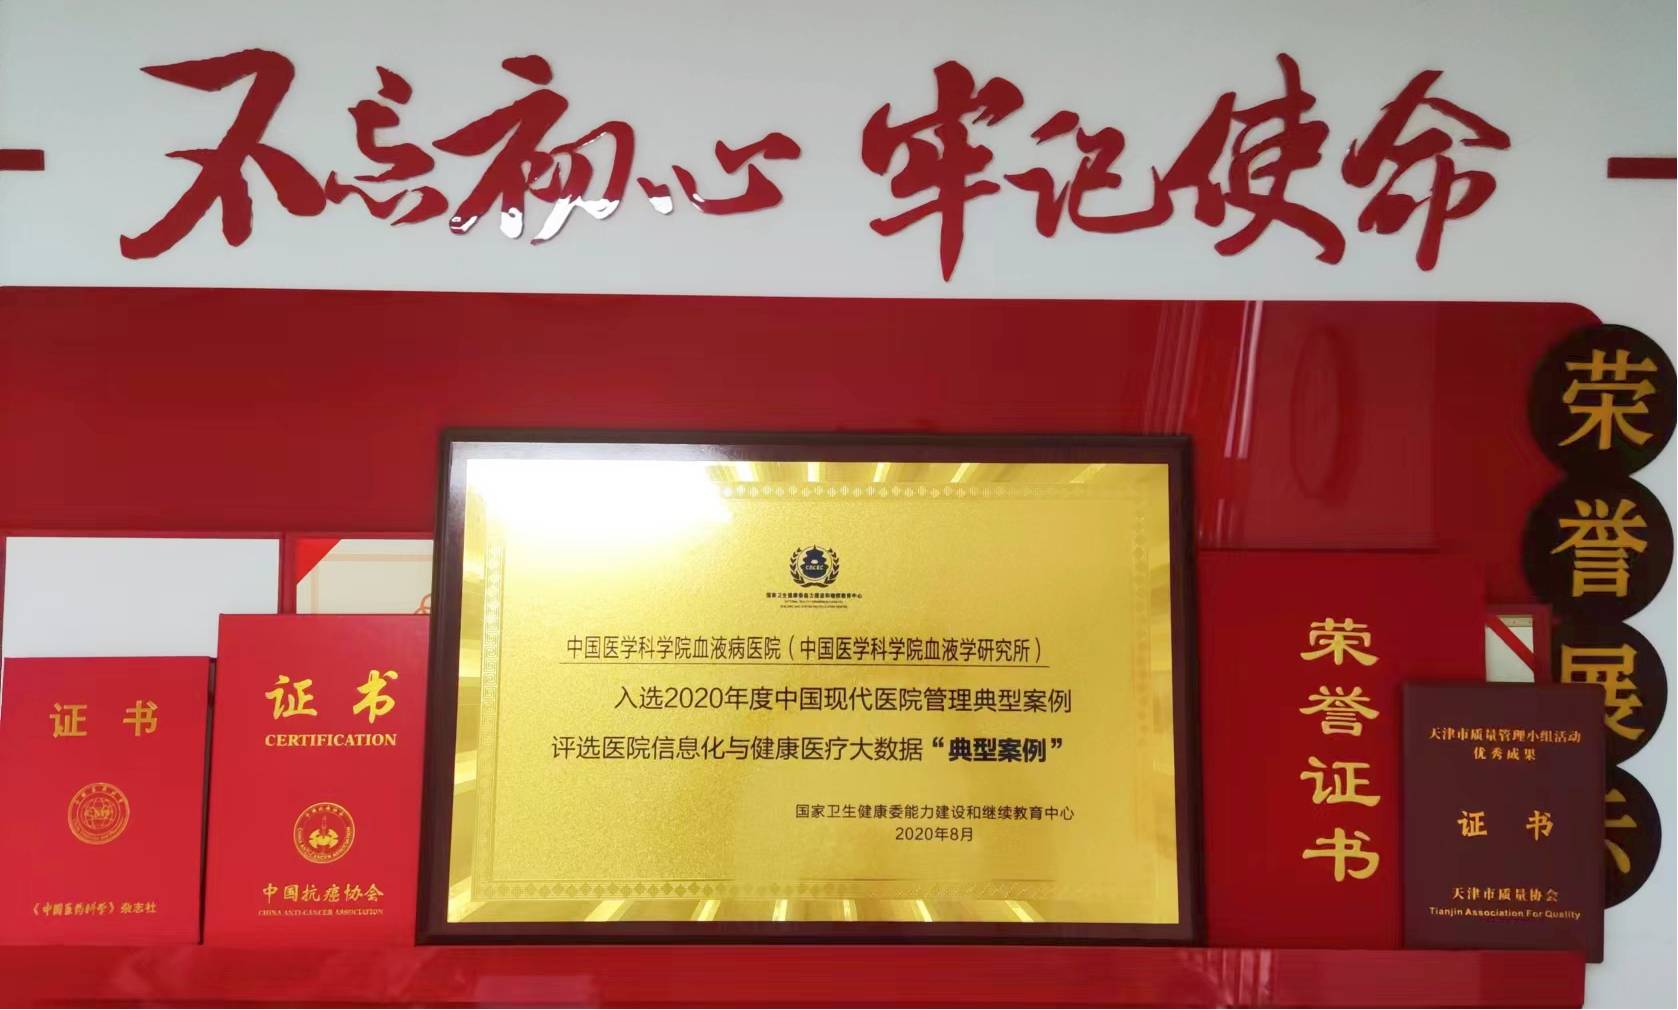 不忘初心 牢记使命
荣誉展示
证书
《中国医药科学》杂志社
证书
CERTIFICATION
中国抗癌协会
CHINA ANTI-CANCER ASSOCIATION
国家卫生健康委能力建设和继续教育中心
中国医学科学院血液病医院（中国医学科学院血液学研究所）
入选2020年度中国现代医院管理典型案例
评选医院信息化与健康医疗大数据“典型案例”
国家卫生健康委能力建设和继续教育中心
2020年8月
荣誉证书
天津市质量管理小组活动
优秀成果
证书
天津市质量协会
Tianjin Association For Quality